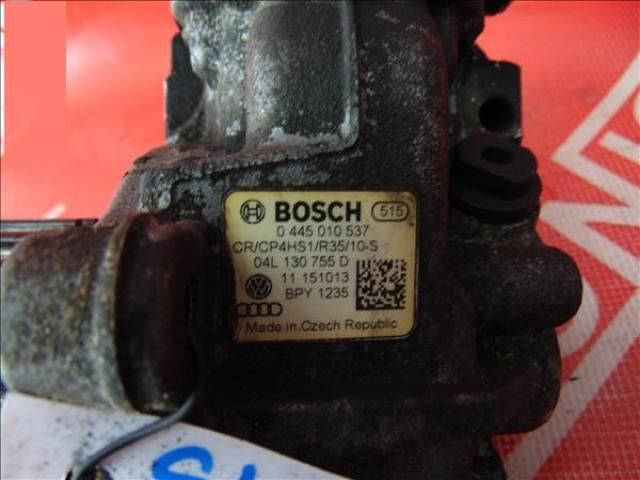 BOSCH 515
0 445 010 537
CR/CP4HS1/R35/10-S
04L 130 755 D
11 151013
BPY 1235
Made in Czech Republic